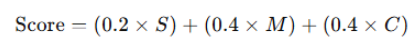 Score = (0.2 × S) + (0.4 × M) + (0.4 × C)